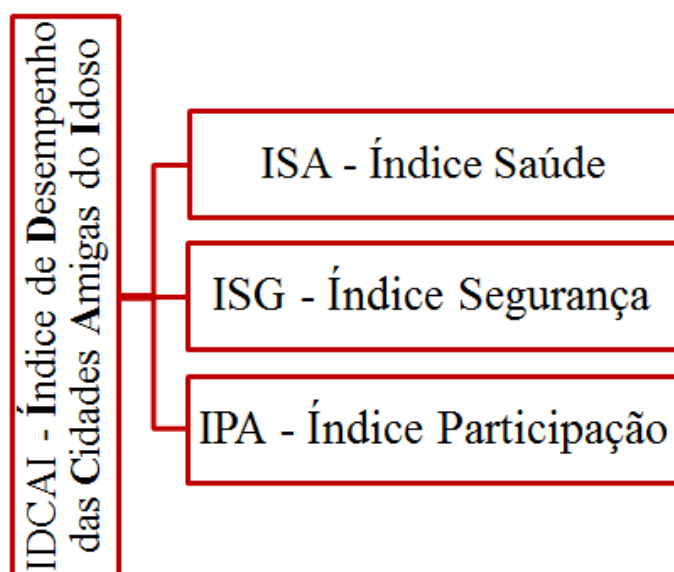 IDCAI - Índice de Desempenho
das Cidades Amigas do Idoso
ISA - Índice Saúde
ISG - Índice Segurança
IPA - Índice Participação